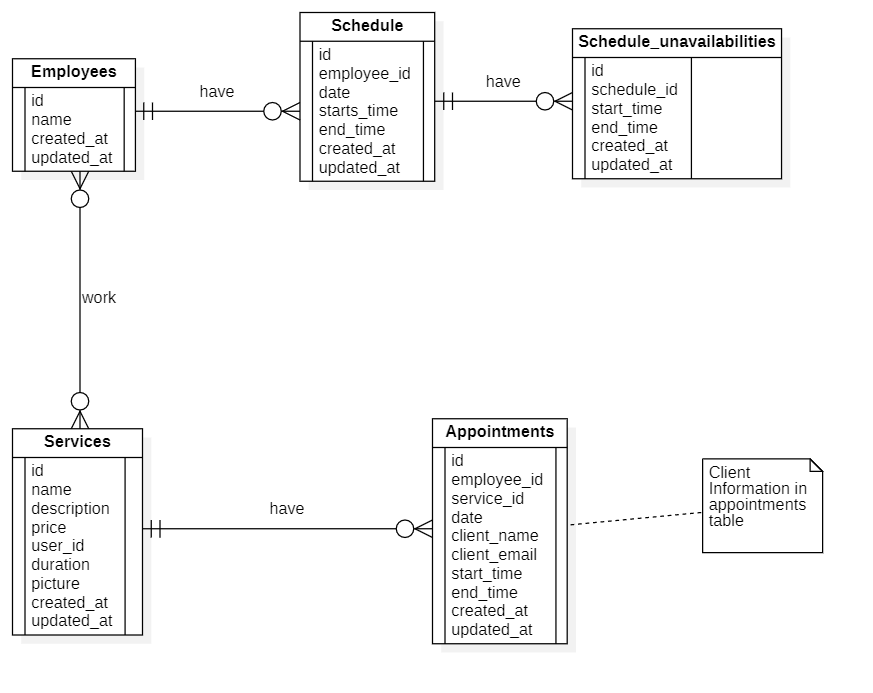 Employees
id
name
created_at
updated_at
have
Schedule
id
employee_id
date
starts_time
end_time
created_at
updated_at
have
Schedule_unavailabilities
id
schedule_id
start_time
end_time
created_at
updated_at
work
Services
id
name
description
price
user_id
duration
picture
created_at
updated_at
have
Appointments
id
employee_id
service_id
date
client_name
client_email
start_time
end_time
created_at
updated_at
Client
Information in
appointments
table